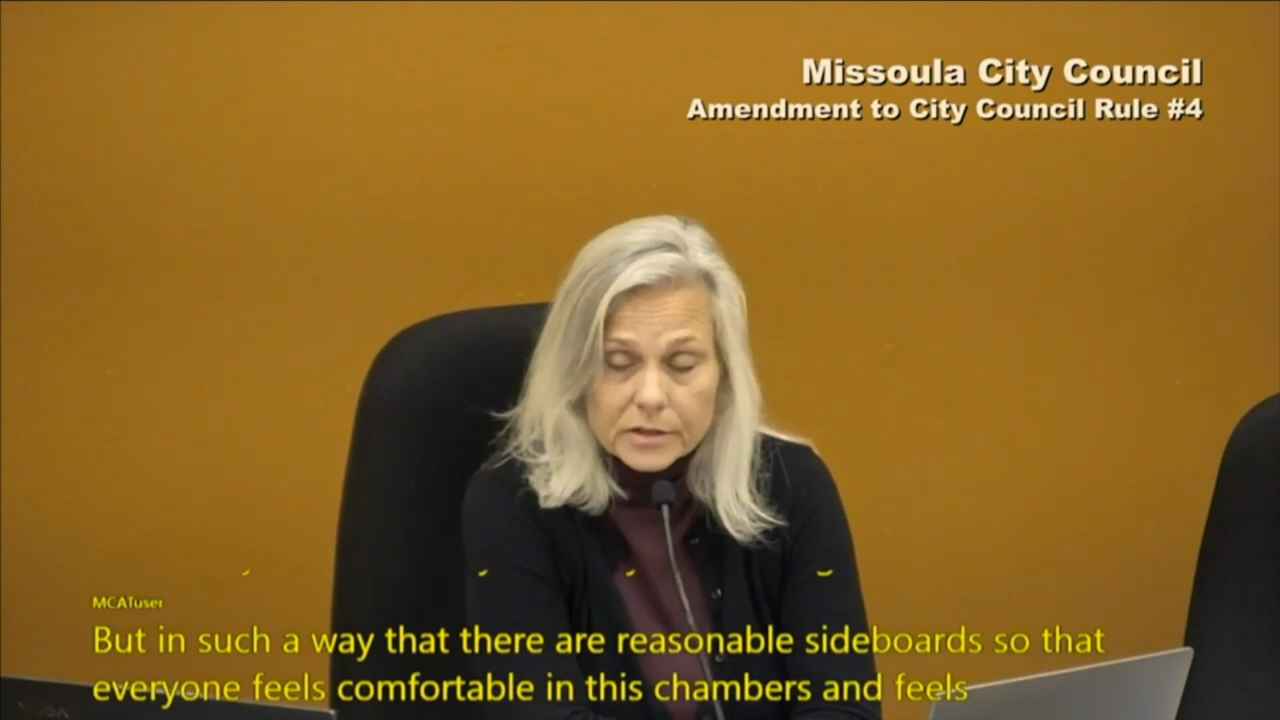 Missoula City Council
Amendment to City Council Rule #4
MCATuser
But in such a way that there are reasonable sideboards so that
everyone feels comfortable in this chambers and feels